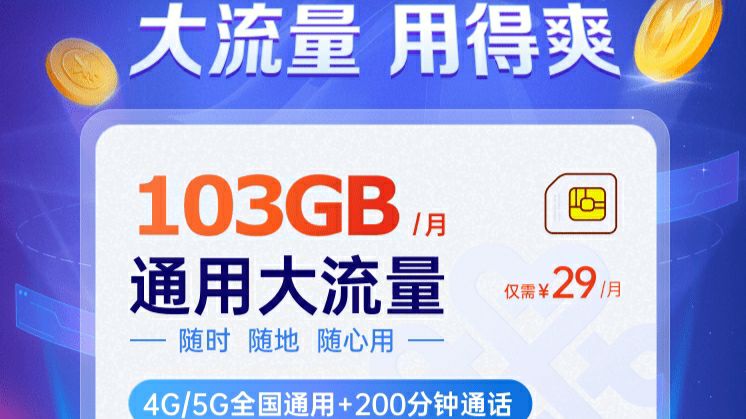 大流量 用得爽
103GB/月
通用大流量
仅需¥29/月
随时 随地 随心用
4G/5G全国通用+200分钟通话